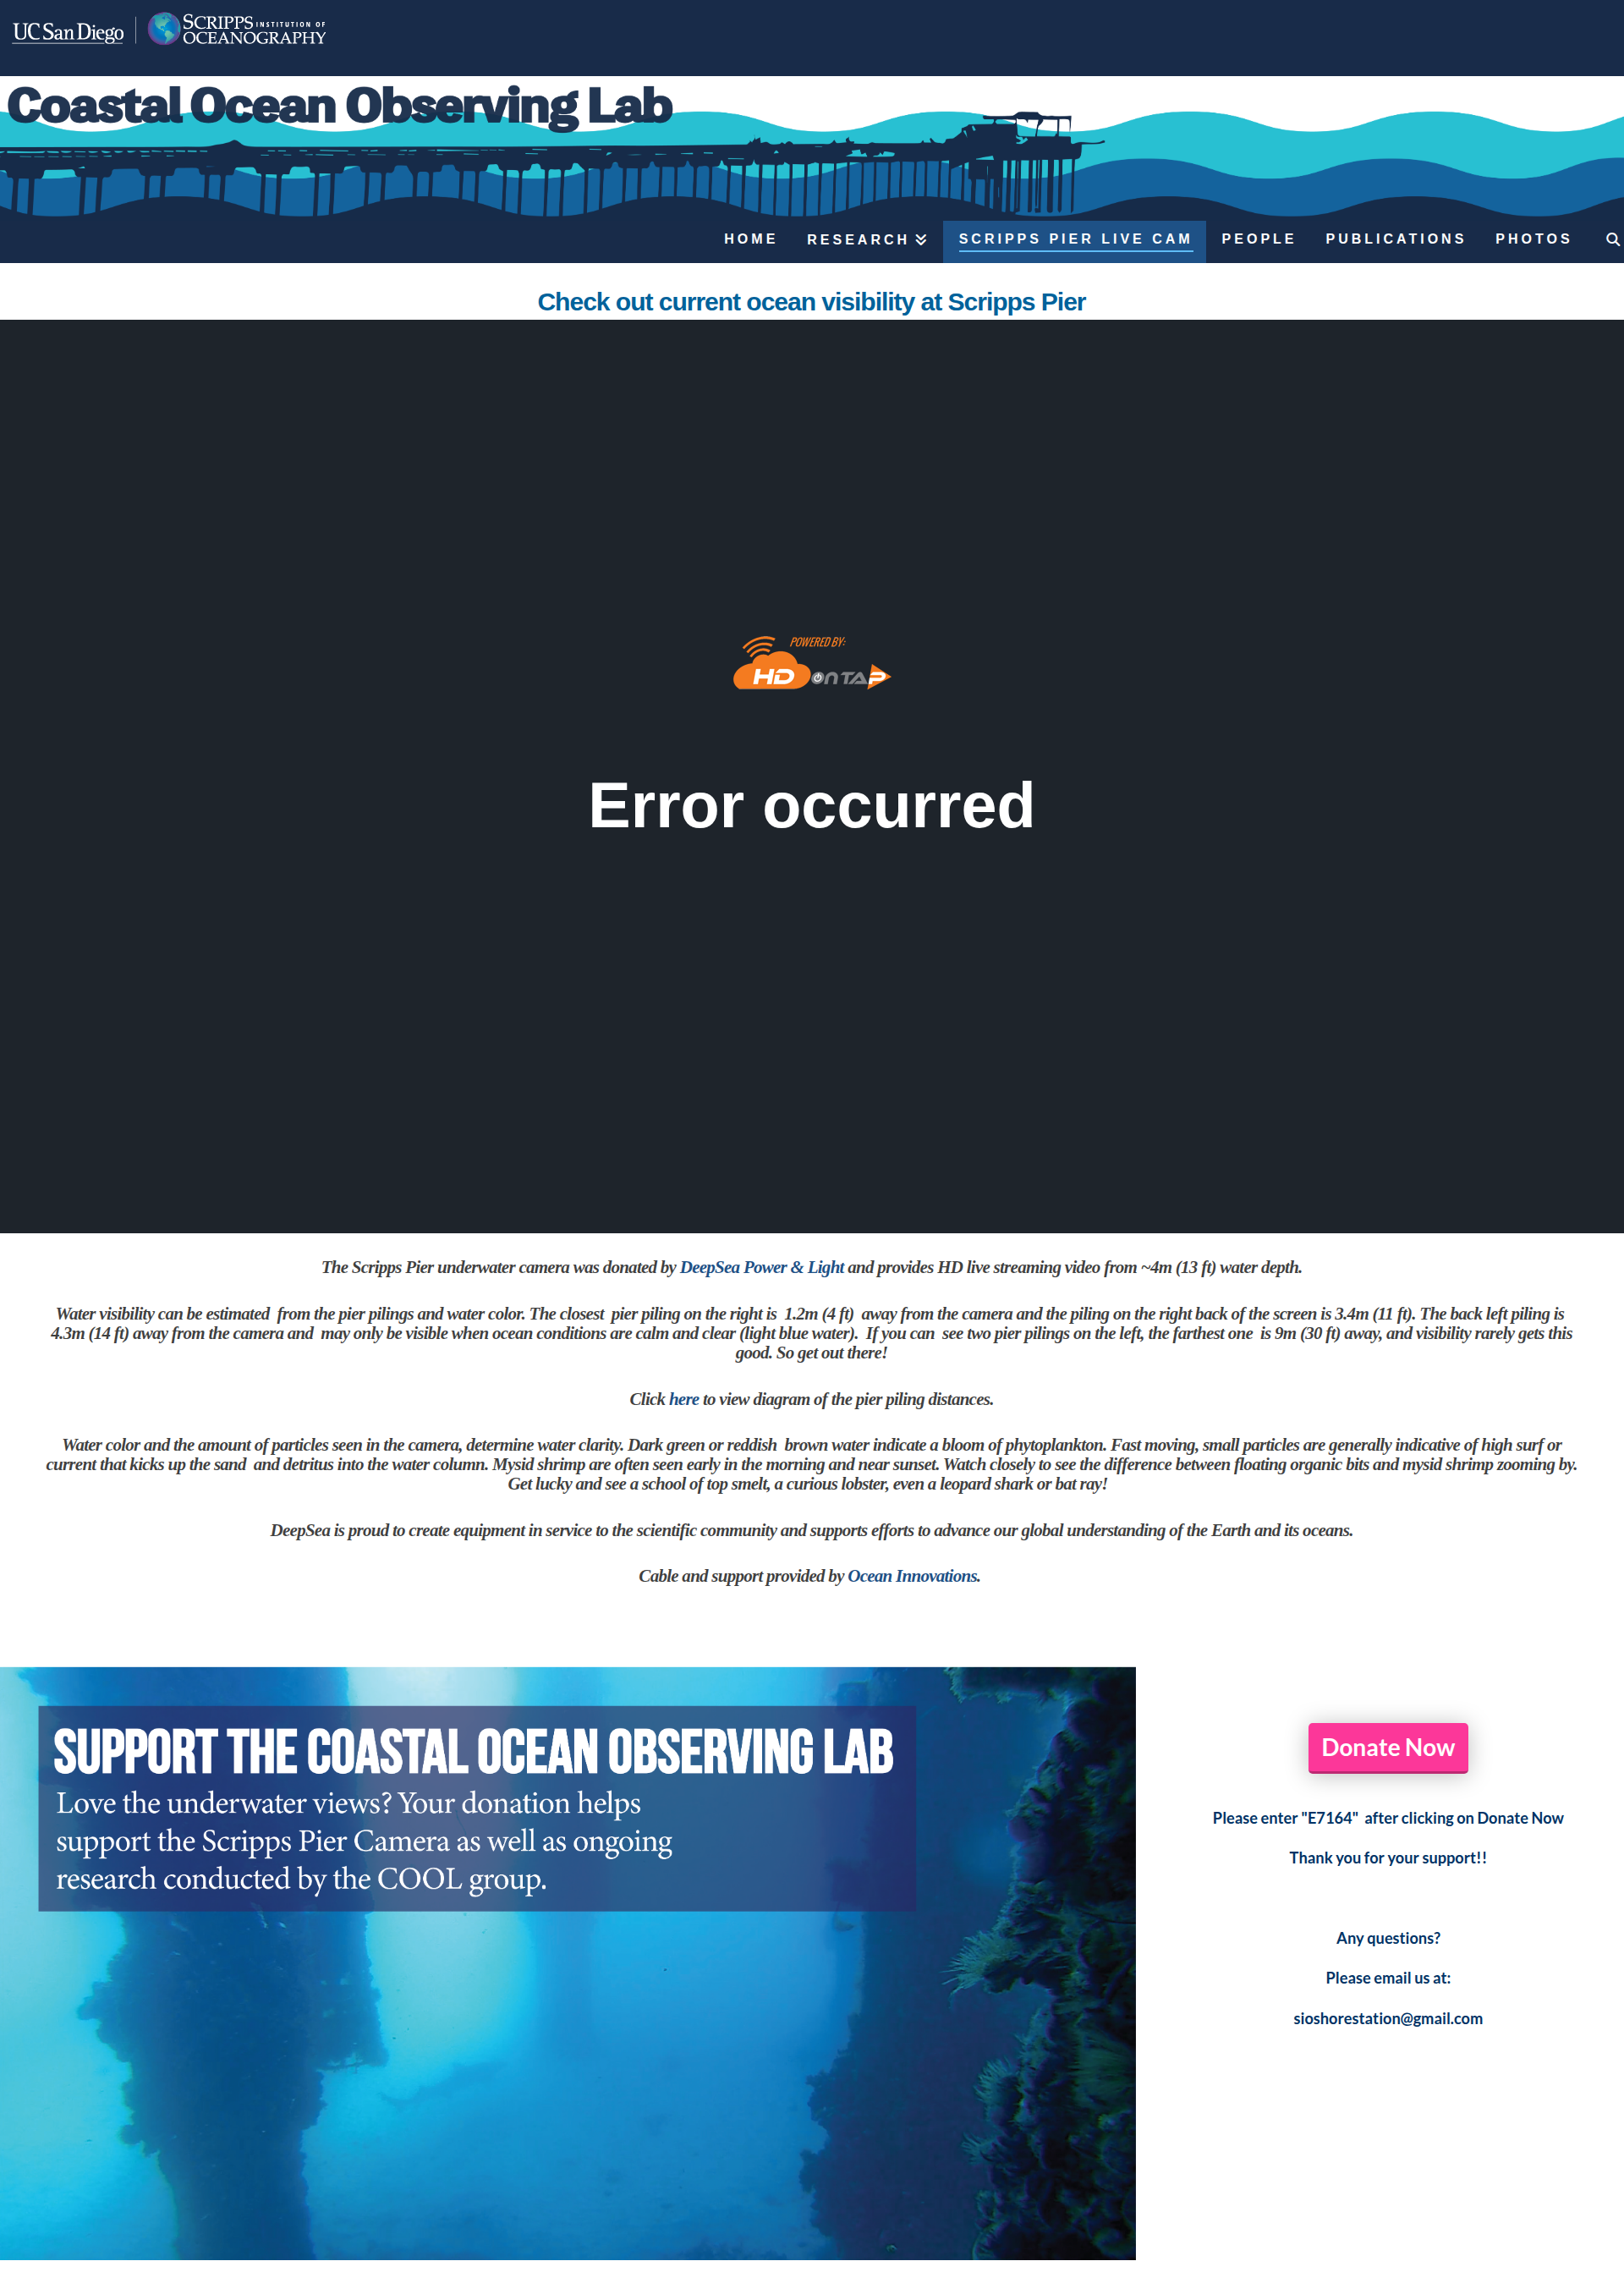 UC San Diego
SCRIPPS INSTITUTION OF
OCEANOGRAPHY
Coastal Ocean Observing Lab
HOME RESEARCH SCRIPPS PIER LIVE CAM PEOPLE PUBLICATIONS PHOTOS
Check out current ocean visibility at Scripps Pier
POWERED BY:
HD ON TAP
Error occurred
The Scripps Pier underwater camera was donated by DeepSea Power & Light and provides HD live streaming video from ~4m (13 ft) water depth.
Water visibility can be estimated from the pier pilings and water color. The closest pier piling on the right is 1.2m (4 ft) away from the camera and the piling on the right back of the screen is 3.4m (11 ft). The back left piling is
4.3m (14 ft) away from the camera and may only be visible when ocean conditions are calm and clear (light blue water). If you can see two pier pilings on the left, the farthest one is 9m (30 ft) away, and visibility rarely gets this
good. So get out there!
Click here to view diagram of the pier piling distances.
Water color and the amount of particles seen in the camera, determine water clarity. Dark green or reddish brown water indicate a bloom of phytoplankton. Fast moving, small particles are generally indicative of high surf or
current that kicks up the sand and detritus into the water column. Mysid shrimp are often seen early in the morning and near sunset. Watch closely to see the difference between floating organic bits and mysid shrimp zooming by.
Get lucky and see a school of top smelt, a curious lobster, even a leopard shark or bat ray!
DeepSea is proud to create equipment in service to the scientific community and supports efforts to advance our global understanding of the Earth and its oceans.
Cable and support provided by Ocean Innovations.
SUPPORT THE COASTAL OCEAN OBSERVING LAB
Love the underwater views? Your donation helps
support the Scripps Pier Camera as well as ongoing
research conducted by the COOL group.
Donate Now
Please enter "E7164" after clicking on Donate Now
Thank you for your support!!
Any questions?
Please email us at:
sioshorestation@gmail.com